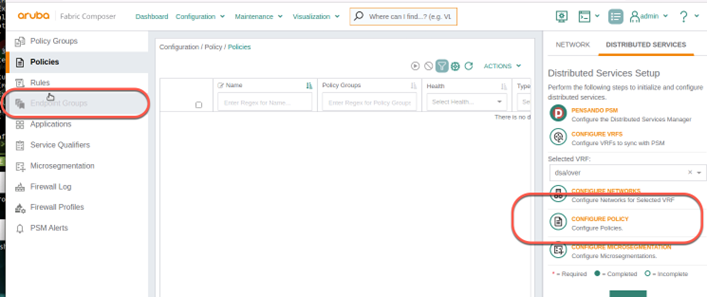 aruba Fabric Composer Dashboard Configuration Maintenance Visualization Where can I find...? (e.g. VL admin ?
Policy Groups
Policies
Rules
Endpoint Groups
Applications
Service Qualifiers
Microsegmentation
Firewall Log
Firewall Profiles
PSM Alerts
Configuration / Policy / Policies
ACTIONS
Name Policy Groups Health Type
Enter Regex for Name... Enter Regex for Policy Groups Select Health... Se
There is no d
NETWORK DISTRIBUTED SERVICES
Distributed Services Setup
Perform the following steps to initialize and configure
distributed services.
PENSANDO PSM
Configure the Distributed Services Manager
CONFIGURE VRFS
Configure VRFs to sync with PSM
Selected VRF:
dsa/over
CONFIGURE NETWORKS
Configure Networks for Selected VRF
CONFIGURE POLICY
Configure Policies.
CONFIGURE MICROSEGMENTATION
Configure Microsegmentations.
* = Required = Completed = Incomplete